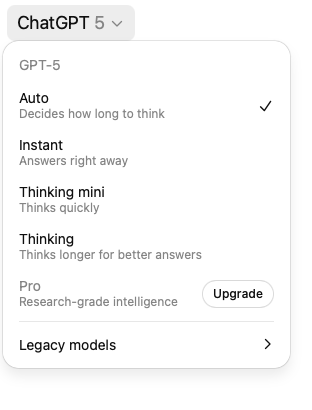 ChatGPT 5
GPT-5
Auto
Decides how long to think
Instant
Answers right away
Thinking mini
Thinks quickly
Thinking
Thinks longer for better answers
Pro
Research-grade intelligence
Upgrade
Legacy models